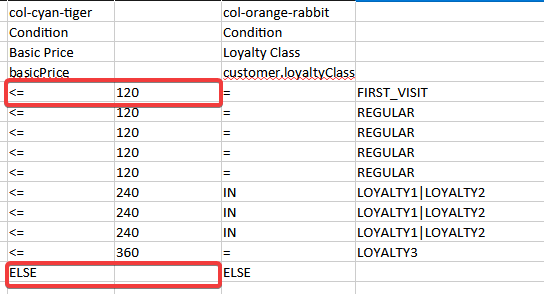 col-cyan-tiger col-orange-rabbit
Condition Condition
Basic Price Loyalty Class
basicPrice customer.loyaltyClass
<= 120 = FIRST_VISIT
<= 120 = REGULAR
<= 120 = REGULAR
<= 120 = REGULAR
<= 120 = REGULAR
<= 240 IN LOYALTY1|LOYALTY2
<= 240 IN LOYALTY1|LOYALTY2
<= 240 IN LOYALTY1|LOYALTY2
<= 360 = LOYALTY3
ELSE ELSE